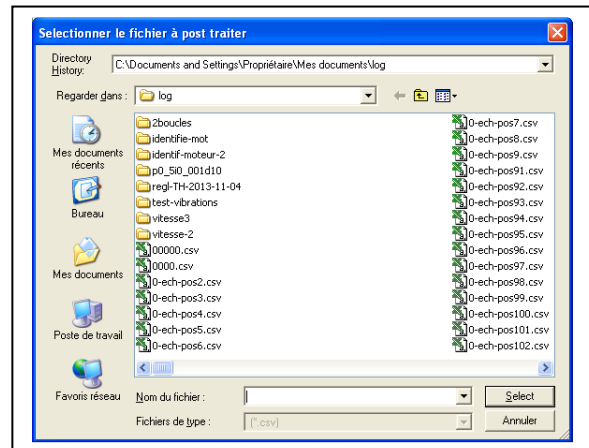 Selectionner le fichier à post traiter
Directory History:
C:\Documents and Settings\Propriétaire\Mes documents\log
Regarder dans :
log
Mes documents récents
Bureau
Mes documents
Poste de travail
Favoris réseau
2boucles
identifie-mot
identif-moteur-2
p0_5i0_001d10
regl-TH-2013-11-04
test-vibrations
vitesse3
vitesse-2
00000.csv
0000.csv
0-ech-pos2.csv
0-ech-pos3.csv
0-ech-pos4.csv
0-ech-pos5.csv
0-ech-pos6.csv
0-ech-pos7.csv
0-ech-pos8.csv
0-ech-pos9.csv
0-ech-pos91.csv
0-ech-pos92.csv
0-ech-pos93.csv
0-ech-pos94.csv
0-ech-pos95.csv
0-ech-pos96.csv
0-ech-pos97.csv
0-ech-pos98.csv
0-ech-pos99.csv
0-ech-pos100.csv
0-ech-pos101.csv
0-ech-pos102.csv
Nom du fichier :
Select
Fichiers de type :
(*.csv)
Annuler